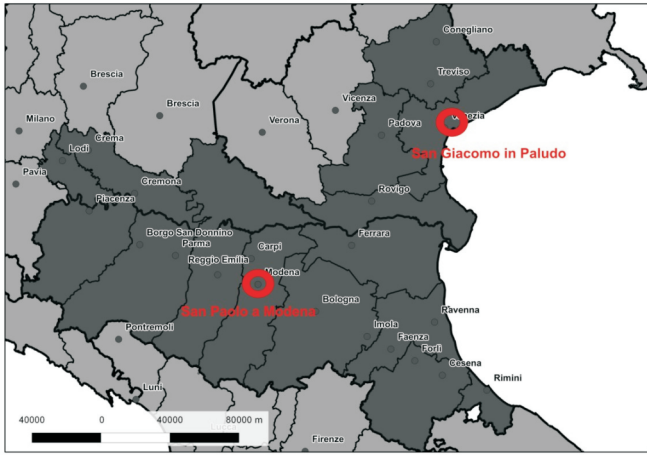 Conegliano
Brescia
Treviso
Brescia
Vicenza
Venezia
Milano
Verona
Padova
Crema
Lodi
San Giacomo in Paludo
Pavia
Cremona
Rovigo
Piacenza
Borgo San Donnino
Ferrara
Parma
Carpi
Reggio Emilia
Modena
Bologna
San Paolo a Modena
Ravenna
Imola
Pontremoli
Faenza
Forlì
Cesena
Rimini
Luni
40000 0 40000 80000 m
Firenze